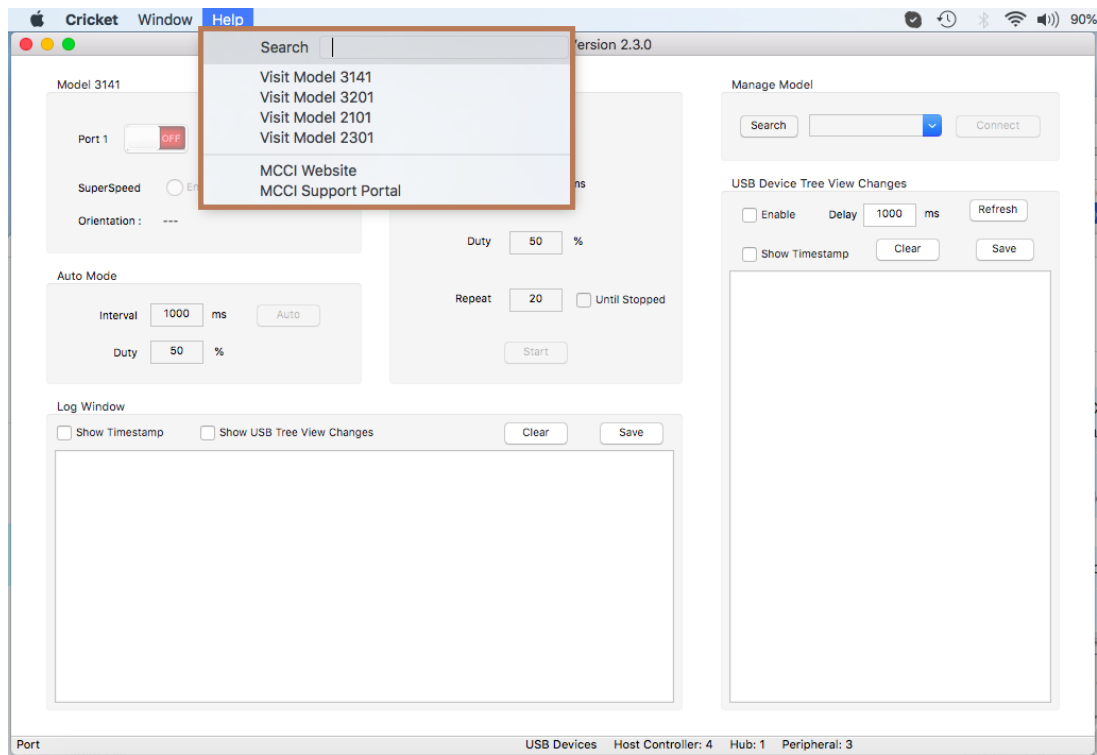 Cricket Window Help 90%
Version 2.3.0
Search
Visit Model 3141
Visit Model 3201
Visit Model 2101
Visit Model 2301
MCCI Website
MCCI Support Portal
Model 3141
Port 1 OFF
SuperSpeed
Orientation : ---
Auto Mode
Interval 1000 ms Auto
Duty 50 %
ms
Duty 50 %
Repeat 20 Until Stopped
Start
Manage Model
Search Connect
USB Device Tree View Changes
Enable Delay 1000 ms Refresh
Show Timestamp Clear Save
Log Window
Show Timestamp Show USB Tree View Changes Clear Save
Port USB Devices Host Controller: 4 Hub: 1 Peripheral: 3